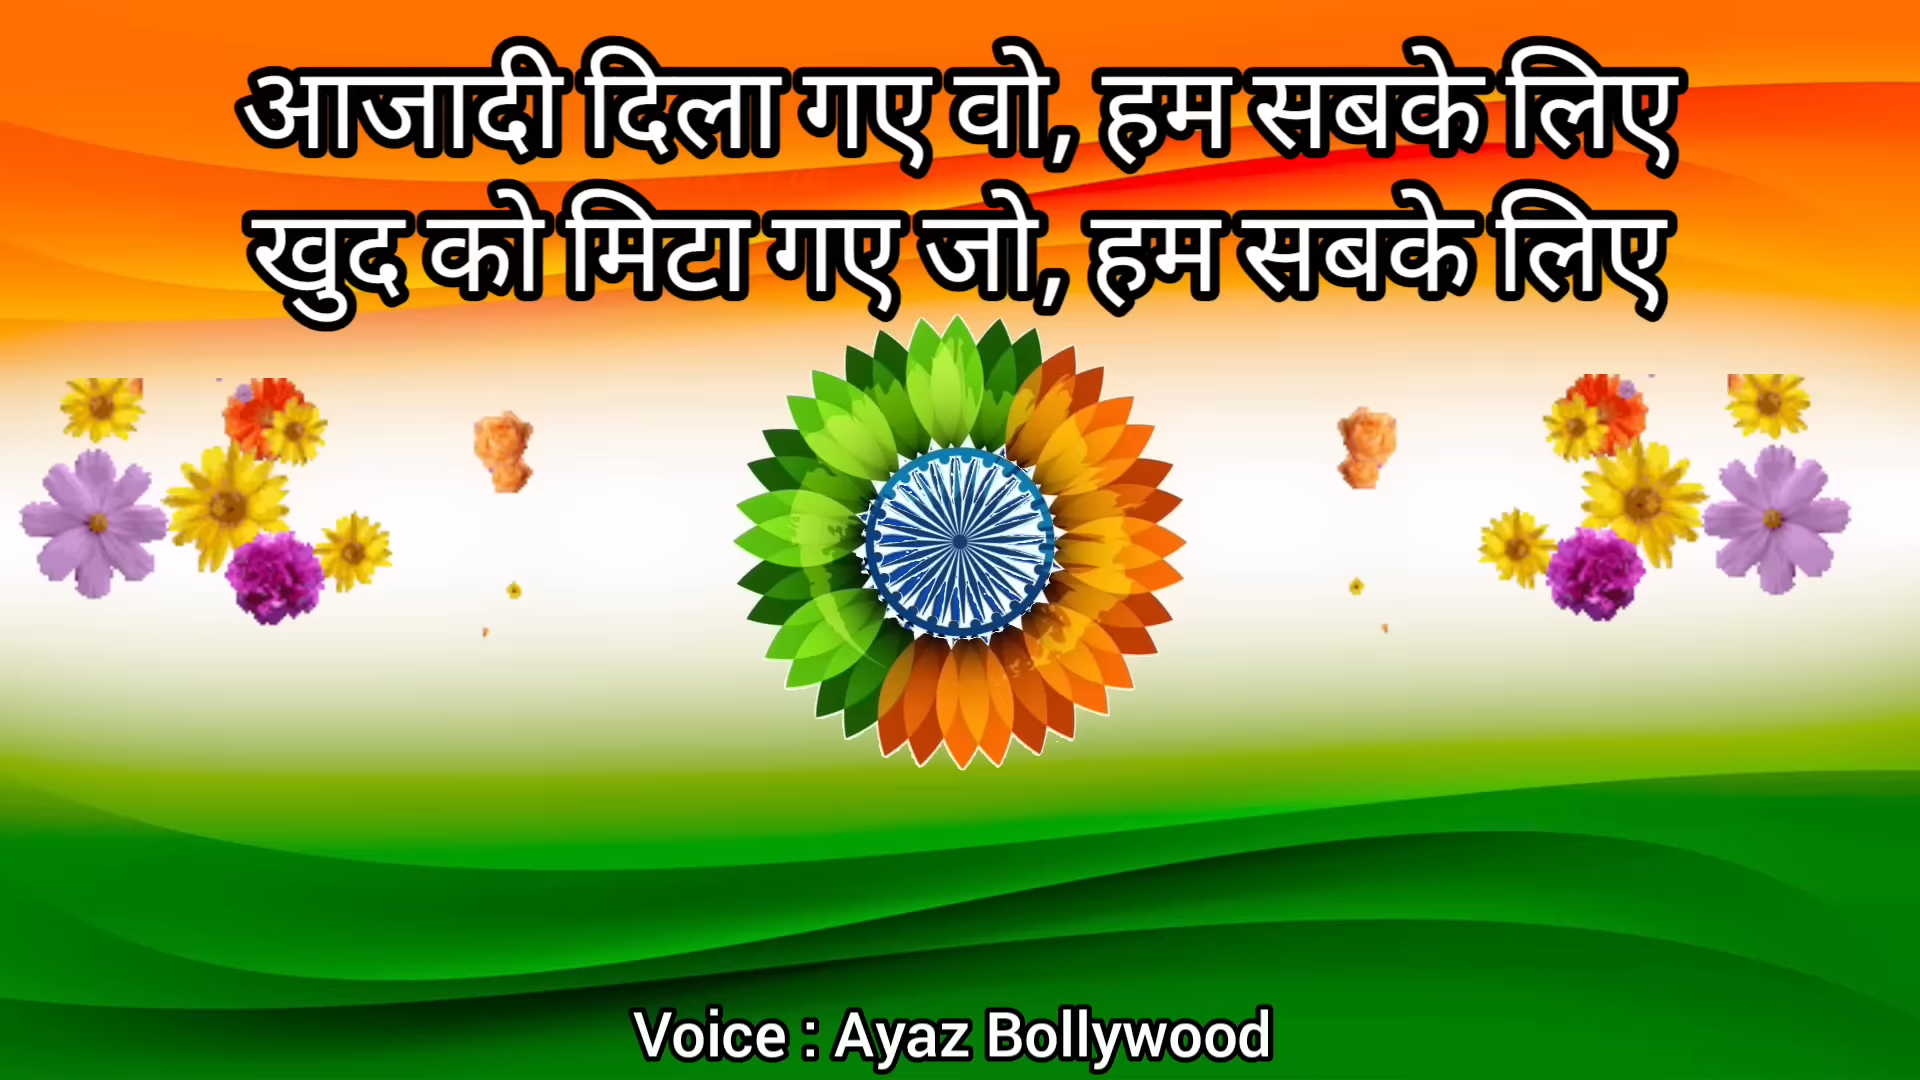 आजादी दिला गए वो, हम सबके लिए
खुद को मिटा गए जो, हम सबके लिए
Voice : Ayaz Bollywood